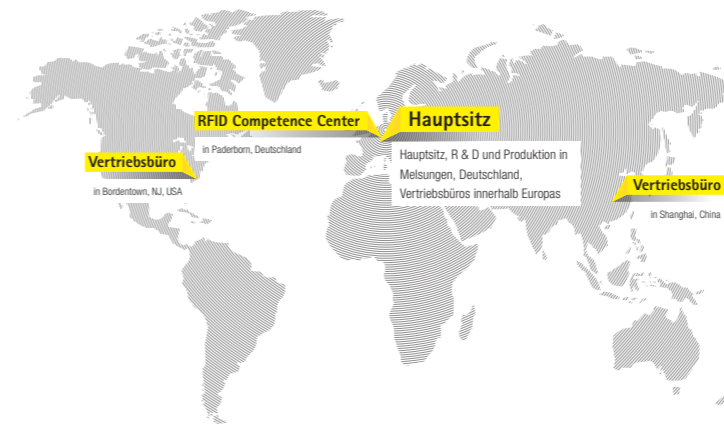 RFID Competence Center
in Paderborn, Deutschland
Hauptsitz
Hauptsitz, R & D und Produktion in
Melsungen, Deutschland,
Vertriebsbüros innerhalb Europas
Vertriebsbüro
in Bordentown, NJ, USA
Vertriebsbüro
in Shanghai, China